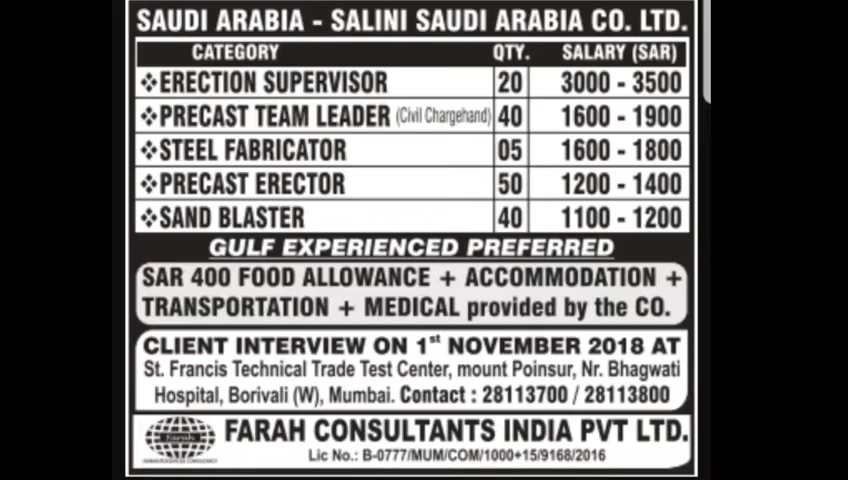 SAUDI ARABIA - SALINI SAUDI ARABIA CO. LTD.
CATEGORY QTY. SALARY (SAR)
❖ERECTION SUPERVISOR 20 3000 - 3500
❖PRECAST TEAM LEADER (Civil Chargehand) 40 1600 - 1900
❖STEEL FABRICATOR 05 1600 - 1800
❖PRECAST ERECTOR 50 1200 - 1400
❖SAND BLASTER 40 1100 - 1200
GULF EXPERIENCED PREFERRED
SAR 400 FOOD ALLOWANCE + ACCOMMODATION +
TRANSPORTATION + MEDICAL provided by the CO.
CLIENT INTERVIEW ON 1st NOVEMBER 2018 AT
St. Francis Technical Trade Test Center, mount Poinsur, Nr. Bhagwati
Hospital, Borivali (W), Mumbai. Contact : 28113700 / 28113800
Farah
FARAH CONSULTANTS INDIA PVT LTD.
Lic No.: B-0777/MUM/COM/1000+15/9168/2016